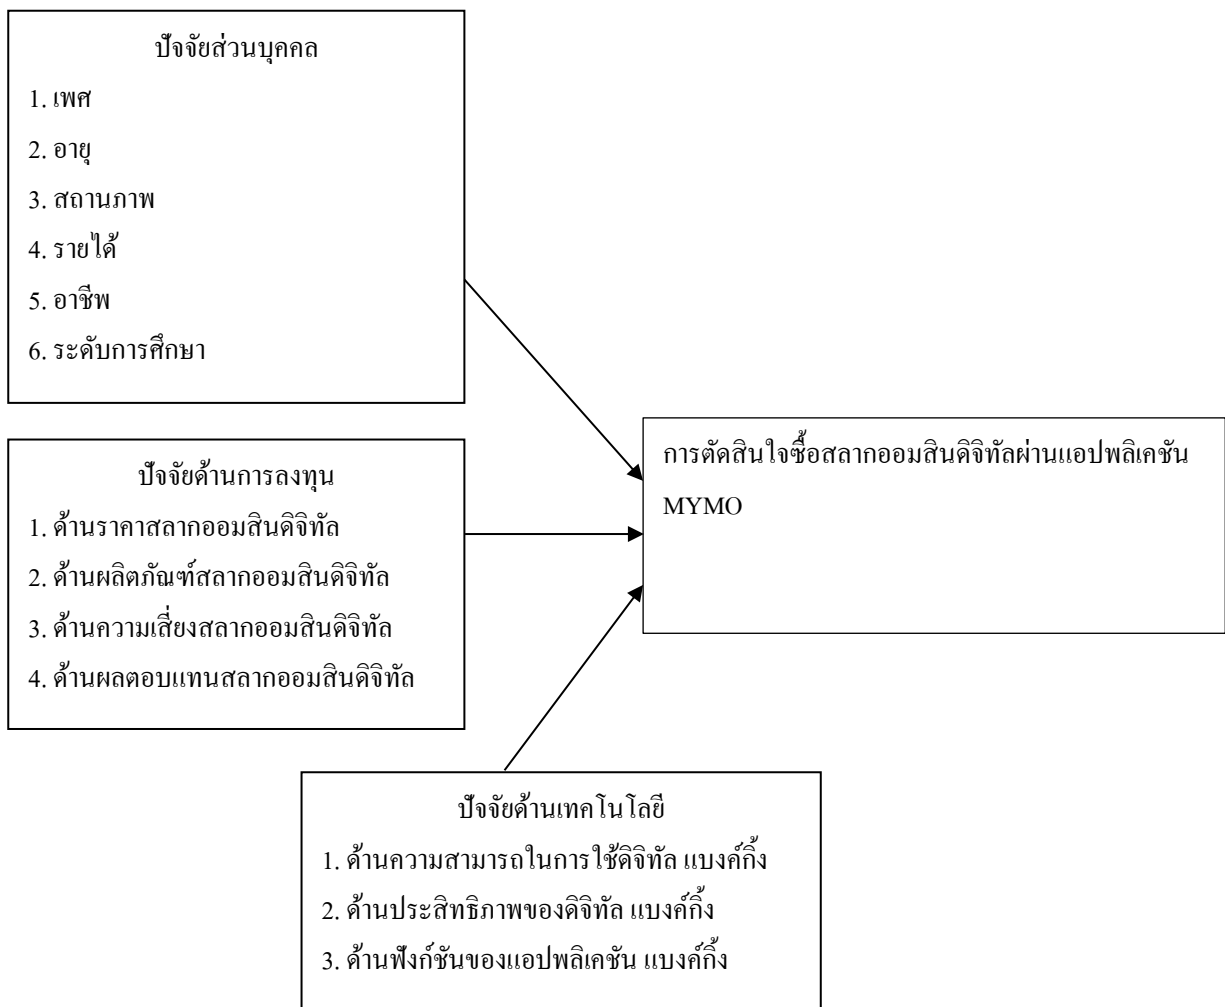 ปัจจัยส่วนบุคคล
1. เพศ
2. อายุ
3. สถานภาพ
4. รายได้
5. อาชีพ
6. ระดับการศึกษา
ปัจจัยด้านการลงทุน
1. ด้านราคาสลากออมสินดิจิทัล
2. ด้านผลิตภัณฑ์สลากออมสินดิจิทัล
3. ด้านความเสี่ยงสลากออมสินดิจิทัล
4. ด้านผลตอบแทนสลากออมสินดิจิทัล
การตัดสินใจซื้อสลากออมสินดิจิทัลผ่านแอปพลิเคชัน
MYMO
ปัจจัยด้านเทคโนโลยี
1. ด้านความสามารถในการใช้ดิจิทัล แบงค์กิ้ง
2. ด้านประสิทธิภาพของดิจิทัล แบงค์กิ้ง
3. ด้านฟังก์ชันของแอปพลิเคชัน แบงค์กิ้ง